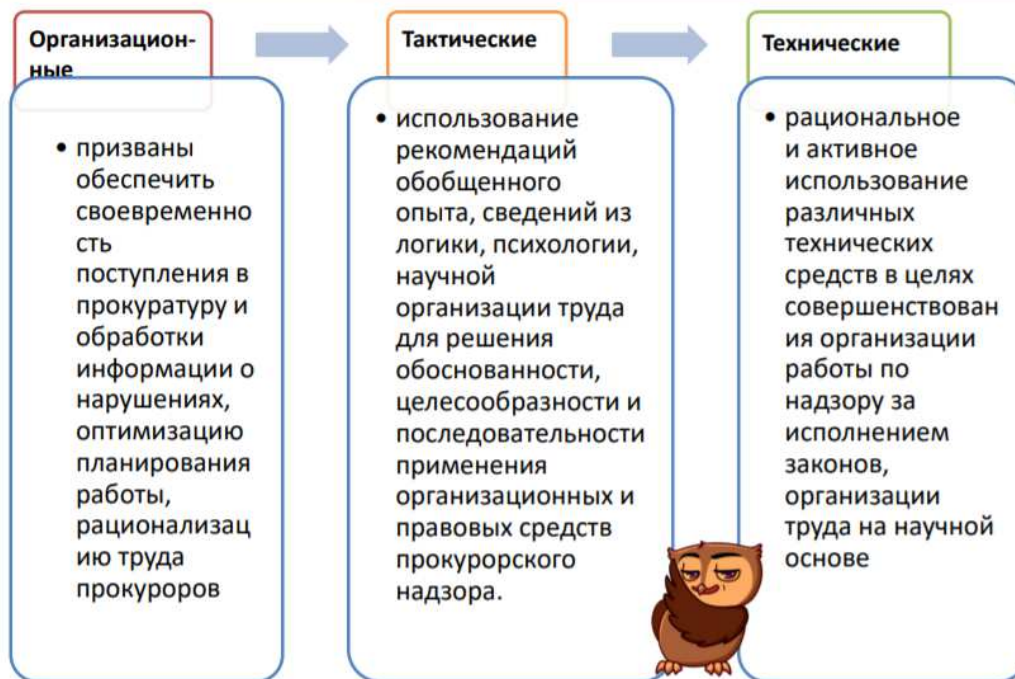 Организацион-
ные
призваны
обеспечить
своевременно
сть
поступления в
прокуратуру и
обработки
информации о
нарушениях,
оптимизацию
планирования
работы,
рационализац
ию труда
прокуроров
Тактические
использование
рекомендаций
обобщенного
опыта, сведений из
логики, психологии,
научной
организации труда
для решения
обоснованности,
целесообразности и
последовательности
применения
организационных и
правовых средств
прокурорского
надзора.
Технические
рациональное
и активное
использование
различных
технических
средств в целях
совершенствован
ия организации
работы по
надзору за
исполнением
законов,
организации
труда на научной
основе